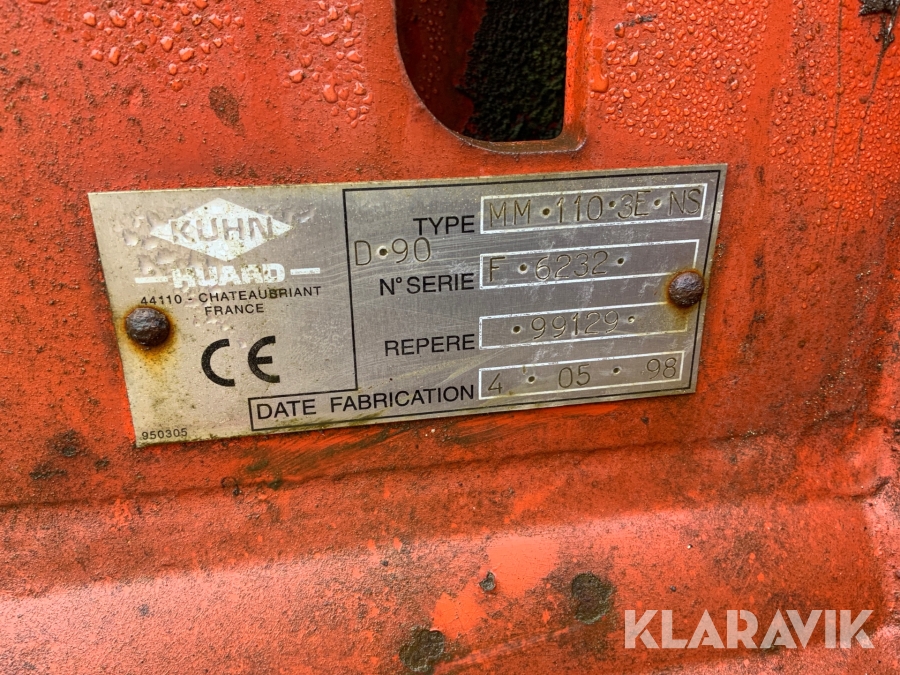 KUHN
HUARD
44110 - CHATEAUBRIANT
FRANCE
CE
950305
TYPE MM·110·3E·NS
D·90
N° SERIE F·6232·
REPERE ·99129·
DATE FABRICATION 4·05·98
KLARAVIK